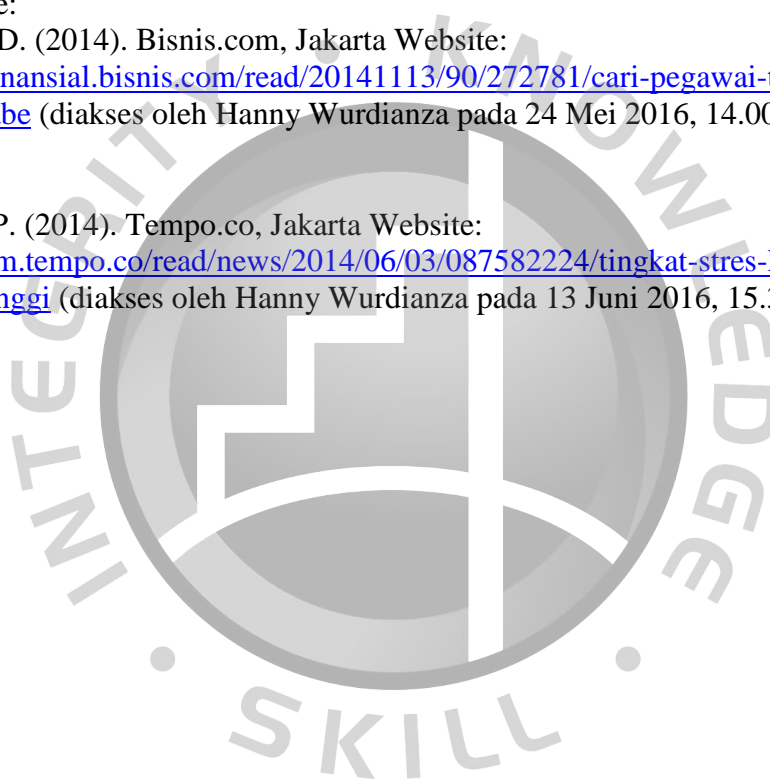 e:
D. (2014). Bisnis.com, Jakarta Website:
nansial.bisnis.com/read/20141113/90/272781/cari-pegawai-t
be (diakses oleh Hanny Wurdianza pada 24 Mei 2016, 14.00
P. (2014). Tempo.co, Jakarta Website:
m.tempo.co/read/news/2014/06/03/087582224/tingkat-stres-
nggi (diakses oleh Hanny Wurdianza pada 13 Juni 2016, 15.
INTEGRITY • KNOWLEDGE • SKILL •